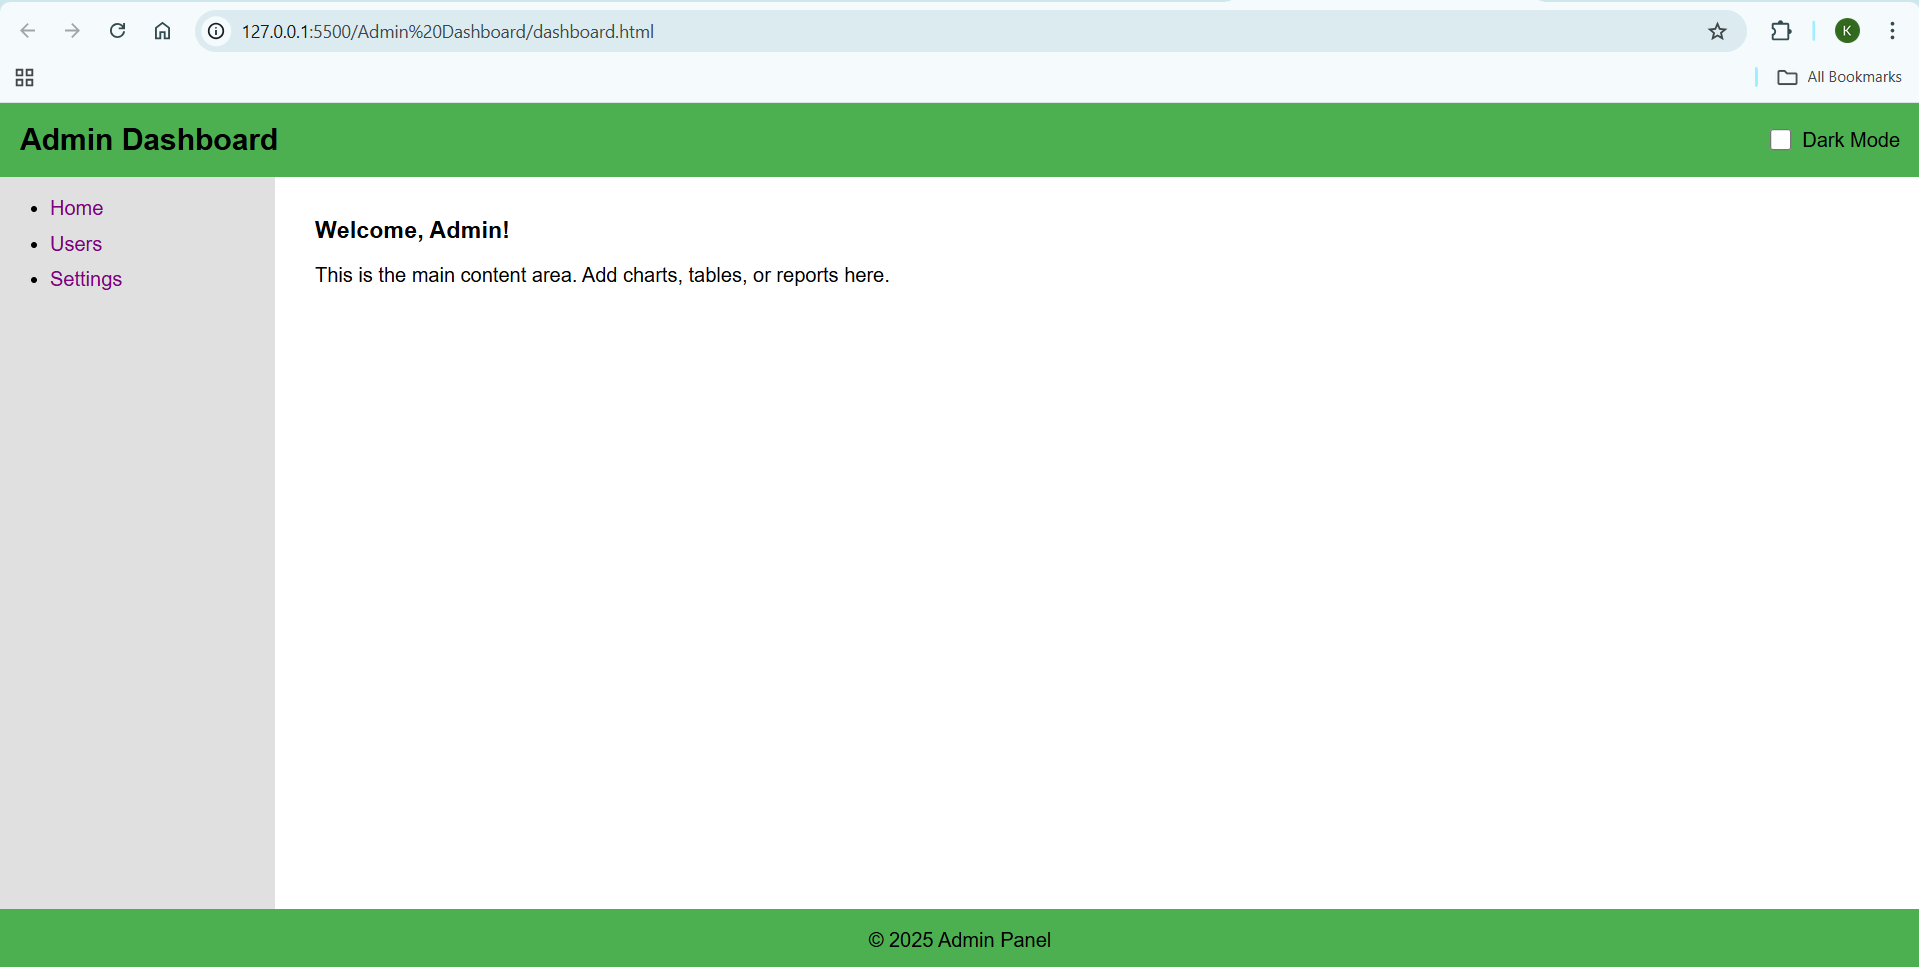 127.0.0.1:5500/Admin%20Dashboard/dashboard.html
K
All Bookmarks
Admin Dashboard
Dark Mode
Home
Users
Settings
Welcome, Admin!
This is the main content area. Add charts, tables, or reports here.
© 2025 Admin Panel